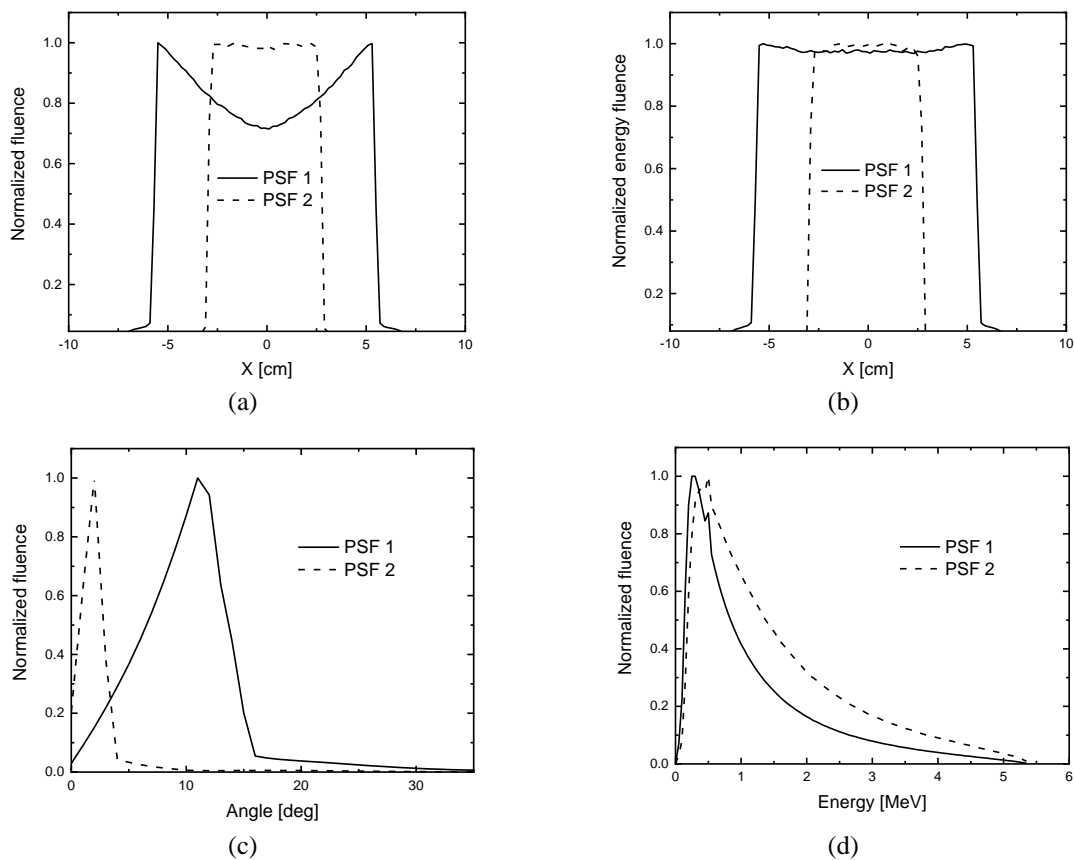 Normalized fluence
1.0
0.8
0.6
0.4
0.2
PSF 1
PSF 2
-10
-5
0
5
10
X [cm]
(a)
Normalized energy fluence
1.0
0.8
0.6
0.4
0.2
PSF 1
PSF 2
-10
-5
0
5
10
X [cm]
(b)
Normalized fluence
1.0
0.8
0.6
0.4
0.2
0.0
PSF 1
PSF 2
0
10
20
30
Angle [deg]
(c)
Normalized fluence
1.0
0.8
0.6
0.4
0.2
0.0
PSF 1
PSF 2
0
1
2
3
4
5
6
Energy [MeV]
(d)